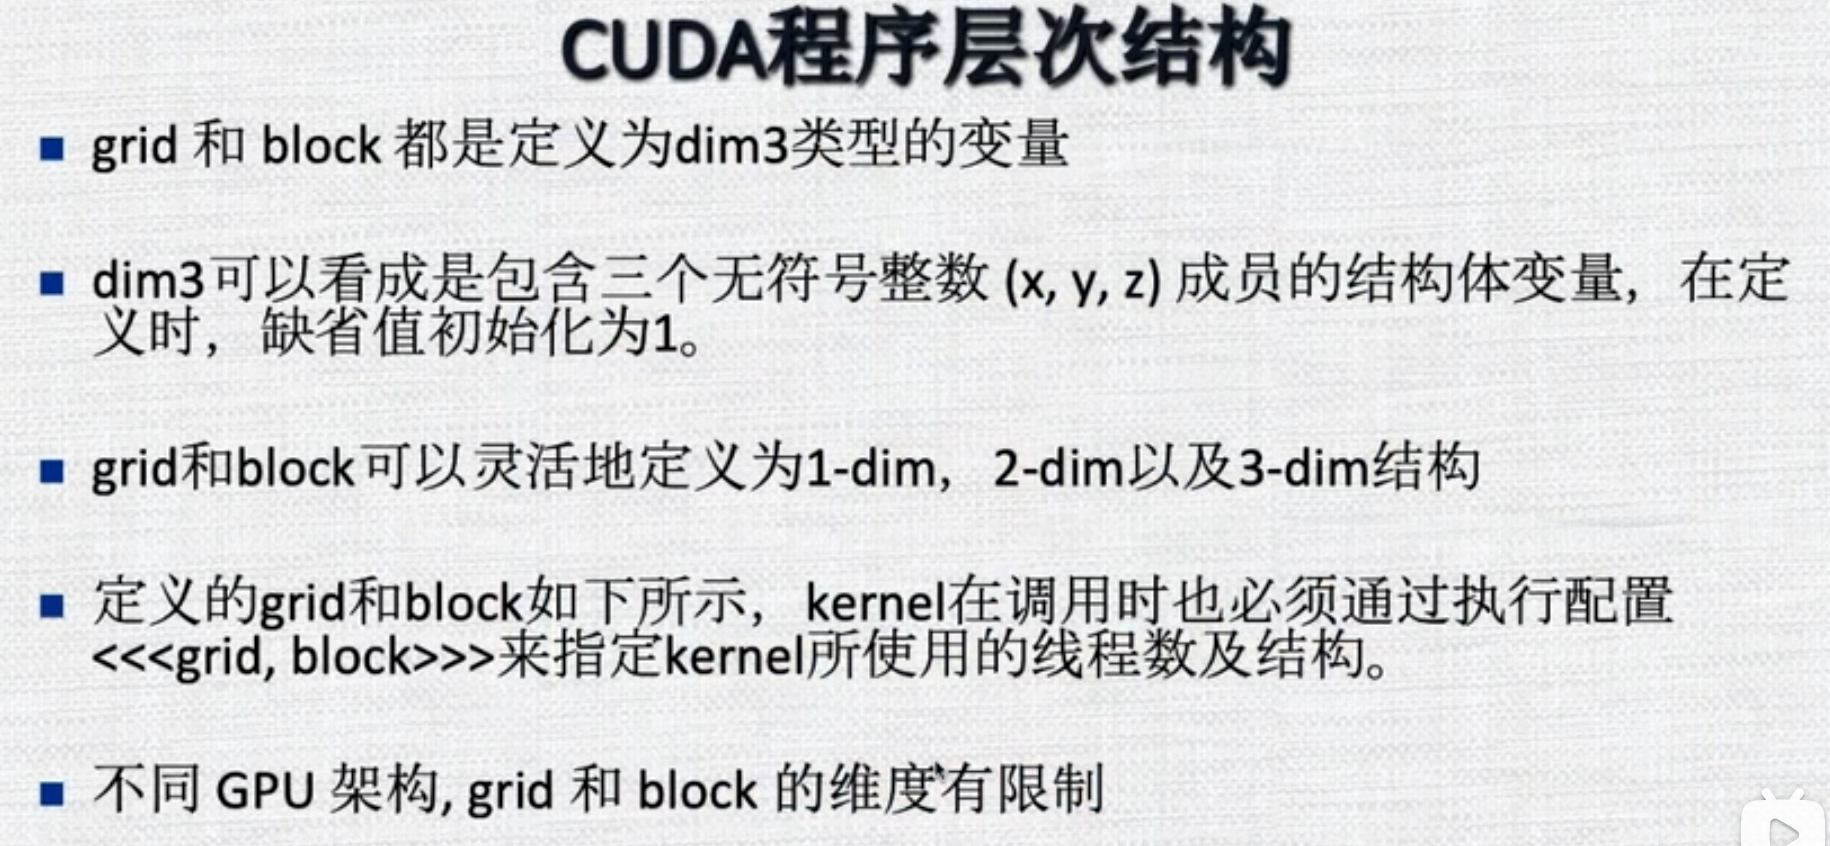 CUDA程序层次结构
grid 和 block 都是定义为dim3类型的变量
dim3可以看成是包含三个无符号整数 (x, y, z) 成员的结构体变量，在定
义时，缺省值初始化为1。
grid和block可以灵活地定义为1-dim，2-dim以及3-dim结构
定义的grid和block如下所示，kernel在调用时也必须通过执行配置
<<<grid, block>>>来指定kernel所使用的线程数及结构。
不同 GPU 架构, grid 和 block 的维度有限制